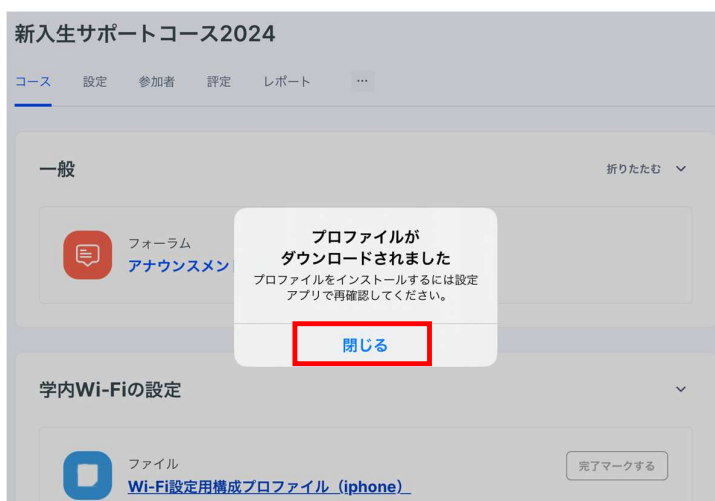 新入生サポートコース2024
コース 設定 参加者 評定 レポート ...
一般 折りたたむ
フォーラム
アナウンスメント
プロファイルが
ダウンロードされました
プロファイルをインストールするには設定
アプリで再確認してください。
閉じる
学内Wi-Fiの設定
ファイル
Wi-Fi設定用構成プロファイル（iphone）
完了マークする